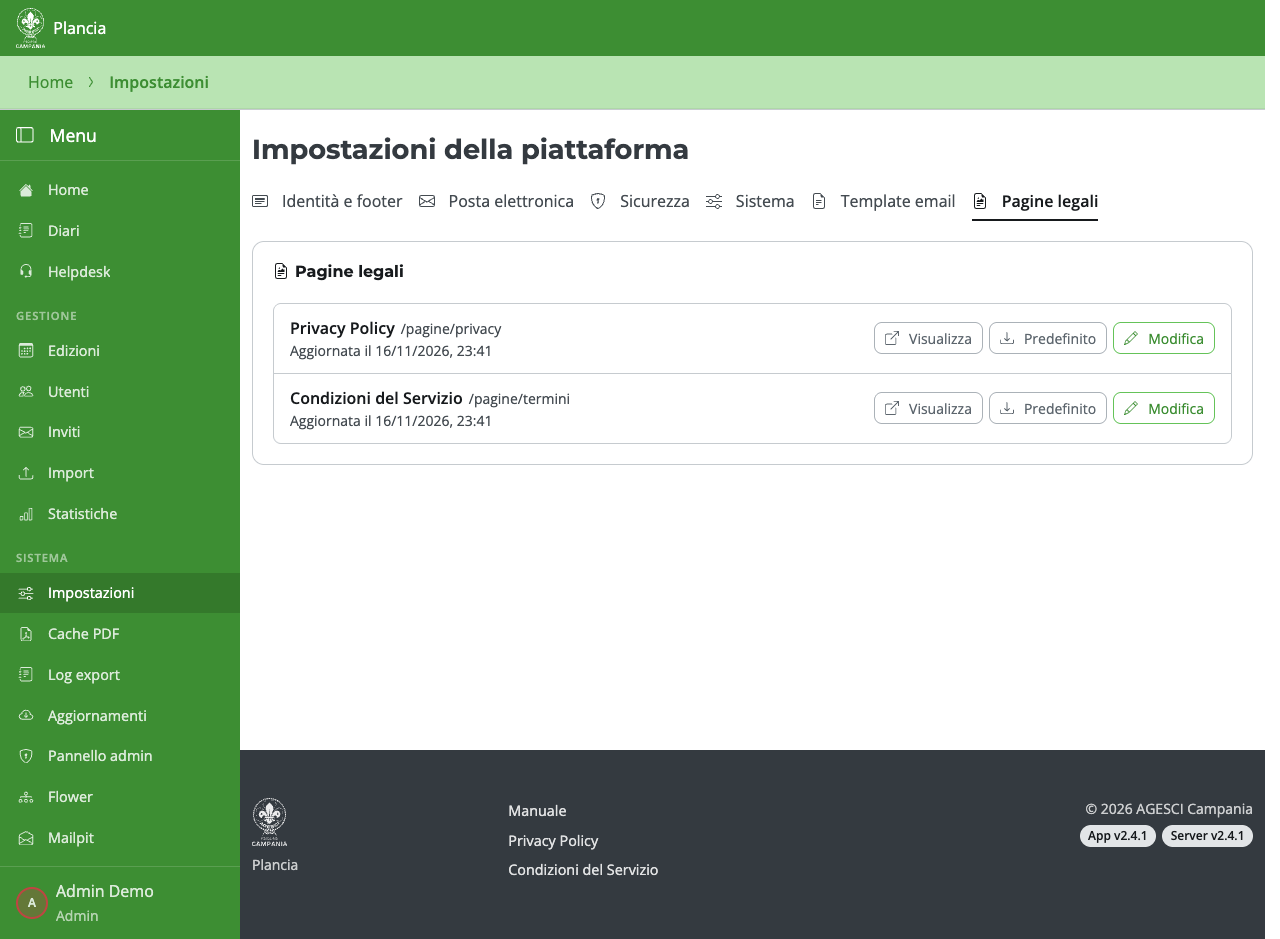 CAMPANIA
Plancia
Home
Impostazioni
Menu
Home
Diari
Helpdesk
GESTIONE
Edizioni
Utenti
Inviti
Import
Statistiche
SISTEMA
Impostazioni
Cache PDF
Log export
Aggiornamenti
Pannello admin
Flower
Mailpit
A
Admin Demo
Admin
Impostazioni della piattaforma
Identità e footer
Posta elettronica
Sicurezza
Sistema
Template email
Pagine legali
Pagine legali
Privacy Policy /pagine/privacy
Aggiornata il 16/11/2026, 23:41
Visualizza
Predefinito
Modifica
Condizioni del Servizio /pagine/termini
Aggiornata il 16/11/2026, 23:41
Visualizza
Predefinito
Modifica
CAMPANIA
Plancia
Manuale
Privacy Policy
Condizioni del Servizio
© 2026 AGESCI Campania
App v2.4.1
Server v2.4.1